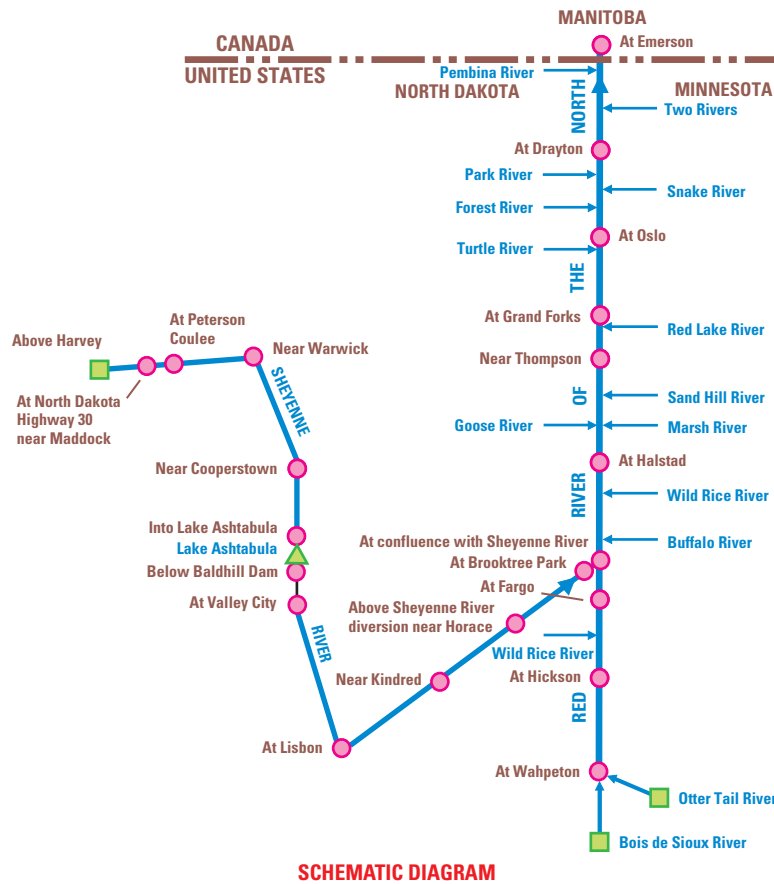 MANITOBA
CANADA
At Emerson
UNITED STATES
Pembina River
NORTH DAKOTA
MINNESOTA
NORTH
Two Rivers
At Drayton
Park River
Snake River
Forest River
At Oslo
Turtle River
THE
At Grand Forks
Red Lake River
Near Thompson
At Peterson
Coulee
Above Harvey
Near Warwick
At North Dakota
Highway 30
near Maddock
SHEYENNE
OF
Sand Hill River
Goose River
Marsh River
Near Cooperstown
At Halstad
RIVER
Wild Rice River
Into Lake Ashtabula
Lake Ashtabula
Below Baldhill Dam
At confluence with Sheyenne River
Buffalo River
At Brooktree Park
At Fargo
At Valley City
Above Sheyenne River
diversion near Horace
RIVER
Wild Rice River
Near Kindred
At Hickson
RED
At Lisbon
At Wahpeton
Otter Tail River
Bois de Sioux River
SCHEMATIC DIAGRAM